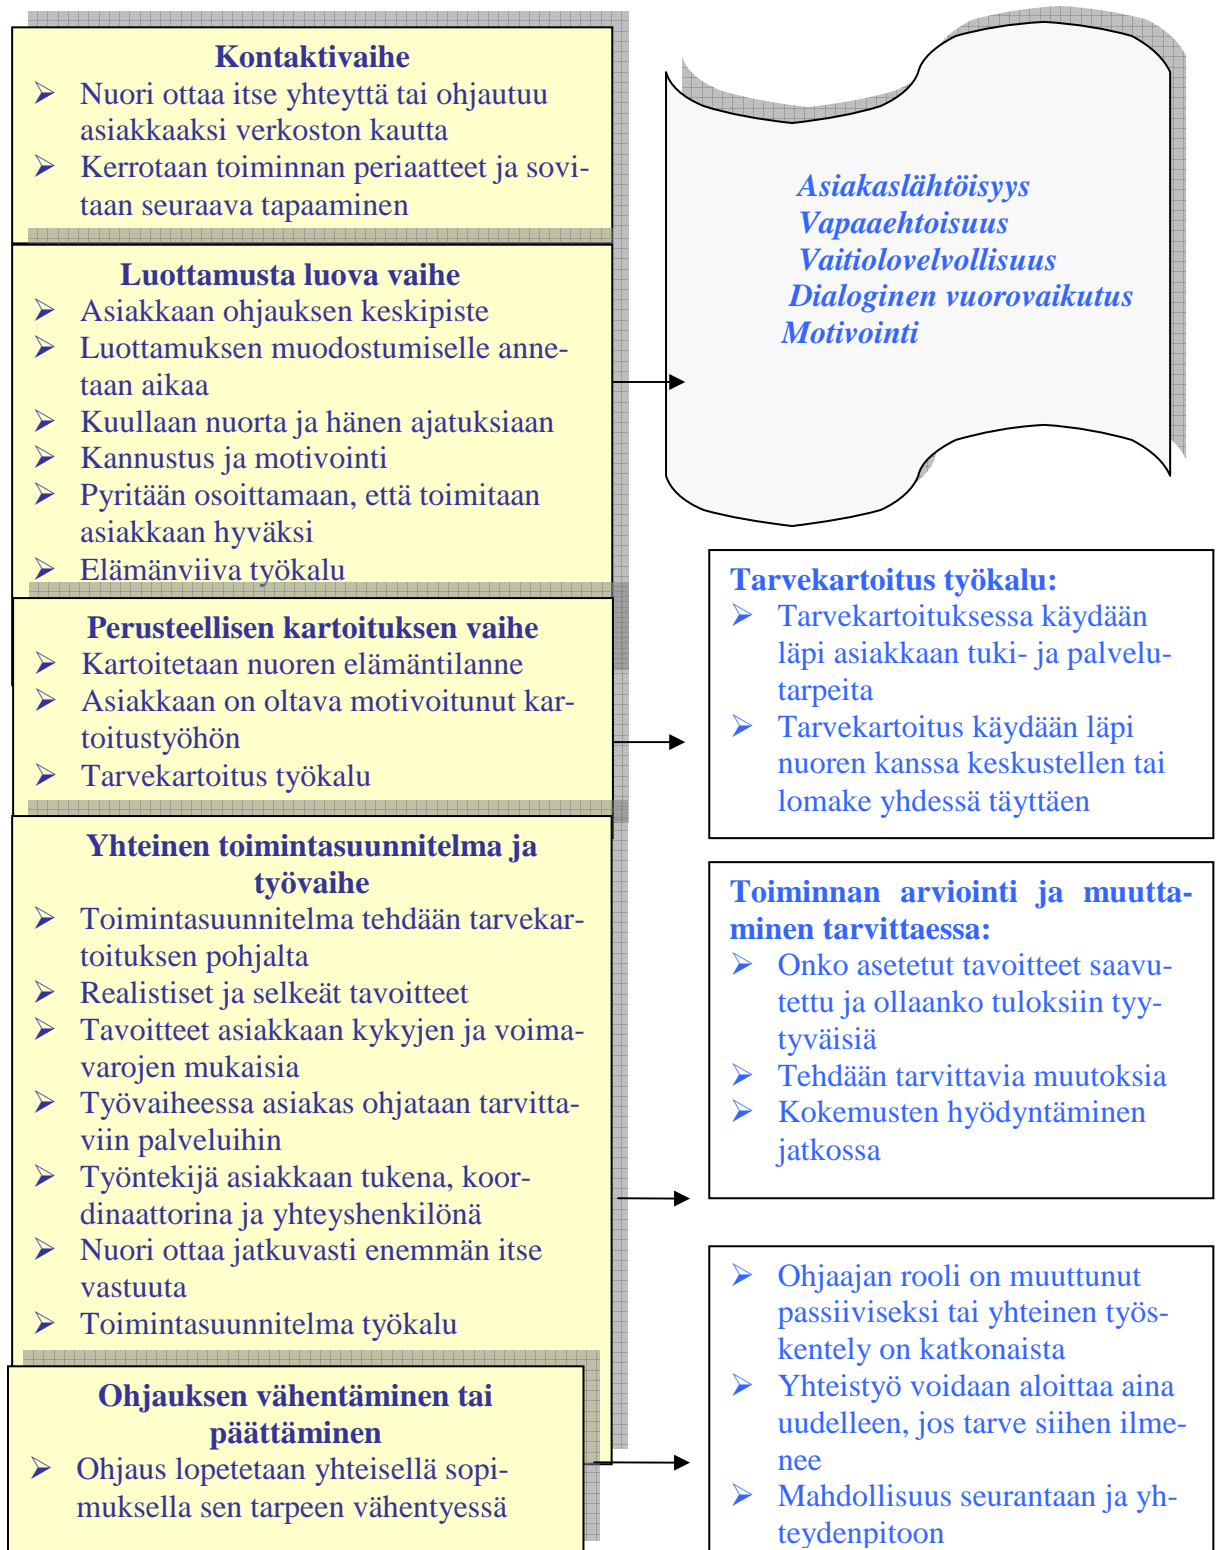 Kontaktivaihe
➢ Nuori ottaa itse yhteyttä tai ohjautuu
asiakkaaksi verkoston kautta
➢ Kerrotaan toiminnan periaatteet ja sovi-
taan seuraava tapaaminen
Luottamusta luova vaihe
➢ Asiakkaan ohjauksen keskipiste
➢ Luottamuksen muodostumiselle anne-
taan aikaa
➢ Kuullaan nuorta ja hänen ajatuksiaan
➢ Kannustus ja motivointi
➢ Pyritään osoittamaan, että toimitaan
asiakkaan hyväksi
➢ Elämänviiva työkalu
Perusteellisen kartoituksen vaihe
➢ Kartoitetaan nuoren elämäntilanne
➢ Asiakkaan on oltava motivoitunut kar-
toitustyöhön
➢ Tarvekartoitus työkalu
Yhteinen toimintasuunnitelma ja
työvaihe
➢ Toimintasuunnitelma tehdään tarvekar-
toituksen pohjalta
➢ Realistiset ja selkeät tavoitteet
➢ Tavoitteet asiakkaan kykyjen ja voima-
varojen mukaisia
➢ Työvaiheessa asiakas ohjataan tarvitta-
viin palveluihin
➢ Työntekijä asiakkaan tukena, koor-
dinaattorina ja yhteyshenkilönä
➢ Nuori ottaa jatkuvasti enemmän itse
vastuuta
➢ Toimintasuunnitelma työkalu
Ohjauksen vähentäminen tai
päättäminen
➢ Ohjaus lopetetaan yhteisellä sopi-
muksella sen tarpeen vähentyessä
Asiakaslähtöisyys
Vapaaehtoisuus
Vaitiolovelvollisuus
Dialoginen vuorovaikutus
Motivointi
Tarvekartoitus työkalu:
➢ Tarvekartoituksessa käydään
läpi asiakkaan tuki- ja palvelu-
tarpeita
➢ Tarvekartoitus käydään läpi
nuoren kanssa keskustellen tai
lomake yhdessä täyttäen
Toiminnan arviointi ja muutta-
minen tarvittaessa:
➢ Onko asetetut tavoitteet saavu-
tettu ja ollaanko tuloksiin tyy-
tyväisiä
➢ Tehdään tarvittavia muutoksia
➢ Kokemusten hyödyntäminen
jatkossa
➢ Ohjaajan rooli on muuttunut
passiiviseksi tai yhteinen työs-
kentely on katkonaista
➢ Yhteistyö voidaan aloittaa aina
uudelleen, jos tarve siihen ilme-
nee
➢ Mahdollisuus seurantaan ja yh-
teydenpitoon